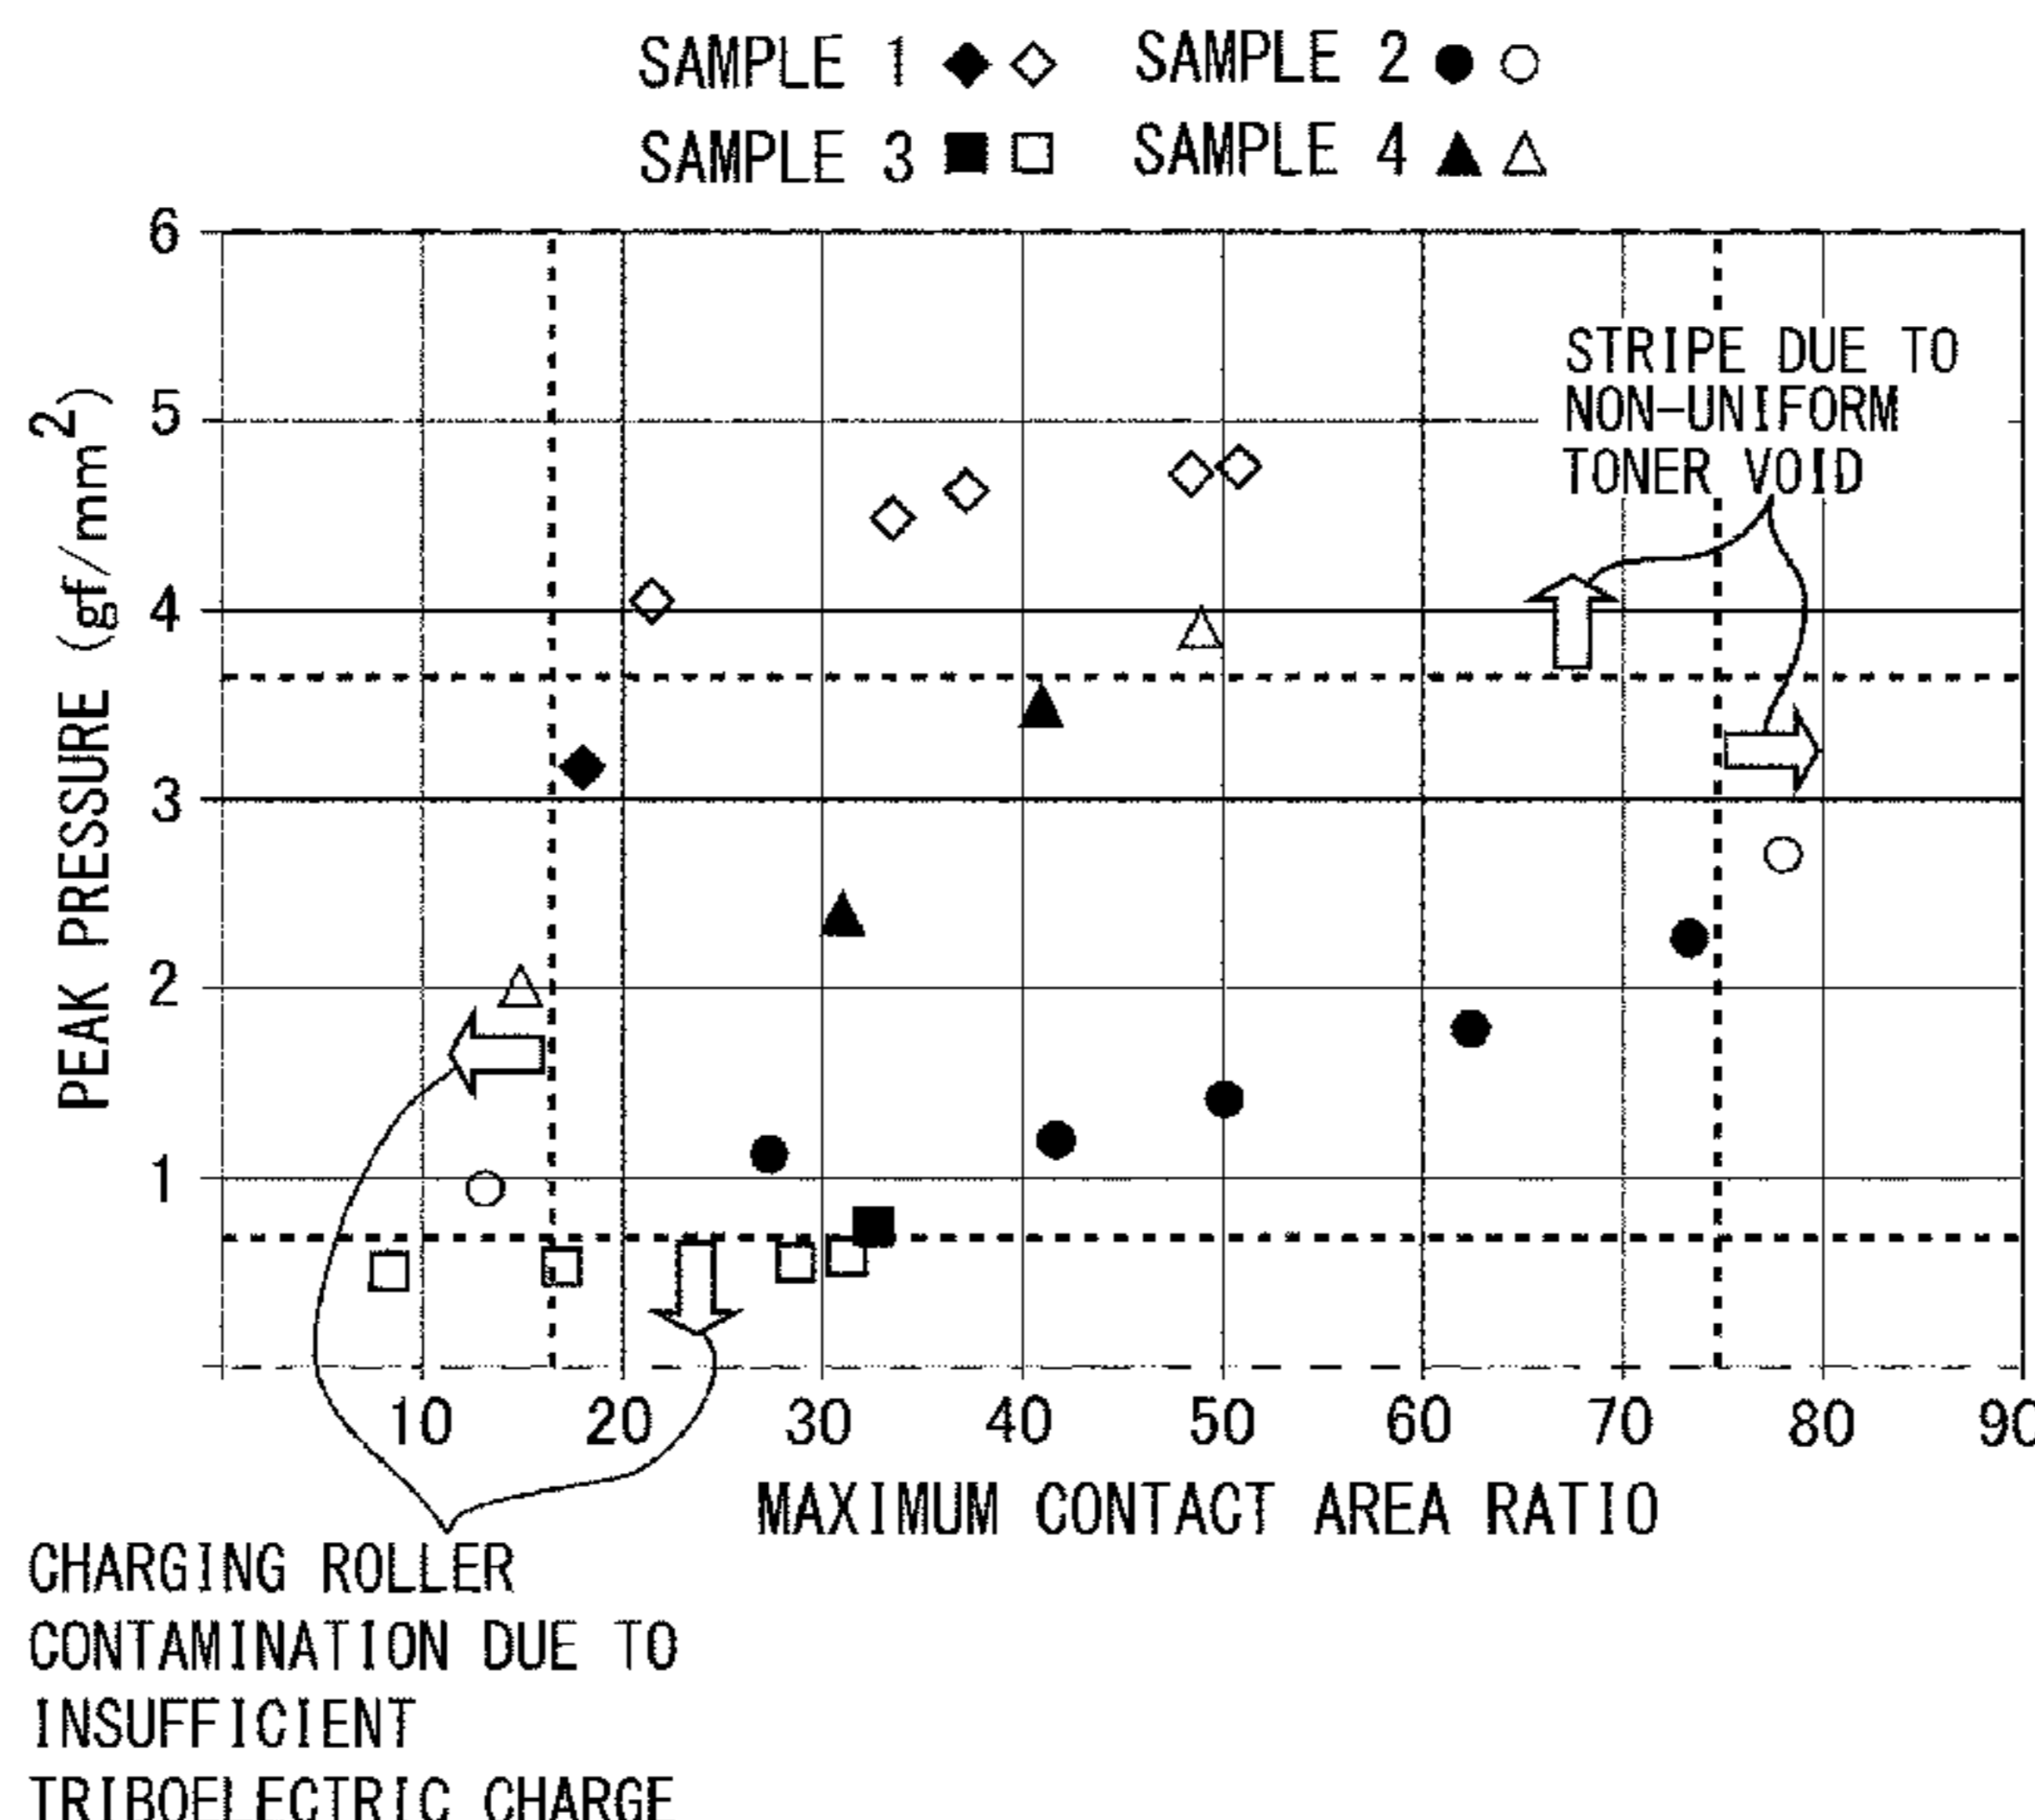 SAMPLE 1 ◆ ◇ SAMPLE 2 ● ○
SAMPLE 3 ■ □ SAMPLE 4 ▲ △
6
5
4
3
2
1
PEAK PRESSURE (gf/mm²)
STRIPE DUE TO
NON-UNIFORM
TONER VOID
10 20 30 40 50 60 70 80 90
MAXIMUM CONTACT AREA RATIO
CHARGING ROLLER
CONTAMINATION DUE TO
INSUFFICIENT
TRIBOELECTRIC CHARGE